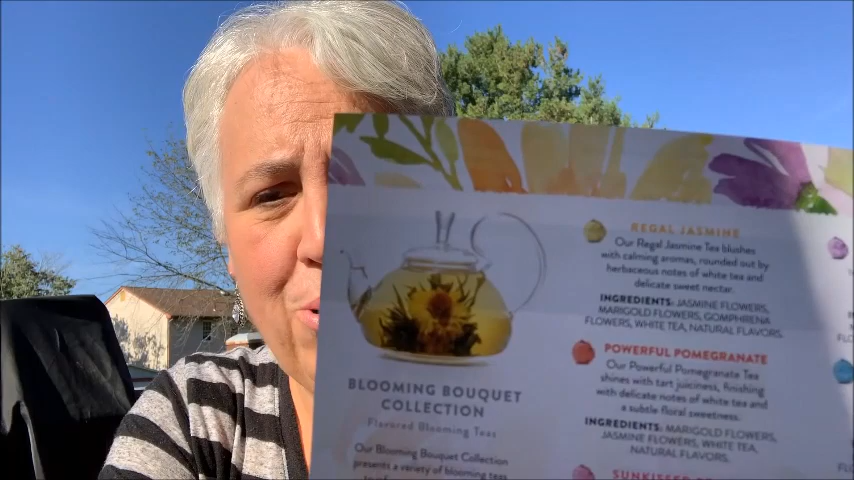 BLOOMING BOUQUET
COLLECTION
Flavored Blooming Teas
Our Blooming Bouquet Collection
presents a variety of blooming teas
REGAL JASMINE
Our Regal Jasmine Tea blushes
with calming aromas, rounded out by
herbaceous notes of white tea and
delicate sweet nectar.
INGREDIENTS: JASMINE FLOWERS,
MARIGOLD FLOWERS, GOMPHRENA
FLOWERS, WHITE TEA, NATURAL FLAVORS.
POWERFUL POMEGRANATE
Our Powerful Pomegranate Tea
shines with tart juiciness, finishing
with delicate notes of white tea and
a subtle floral sweetness.
INGREDIENTS: MARIGOLD FLOWERS,
JASMINE FLOWERS, WHITE TEA,
NATURAL FLAVORS.
SUNKISSED